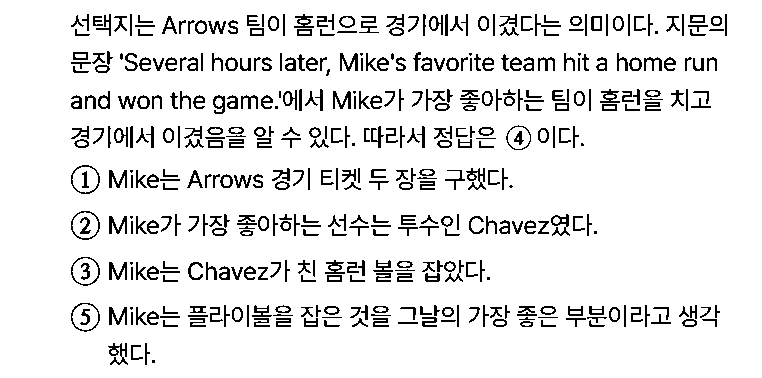 선택지는 Arrows 팀이 홈런으로 경기에서 이겼다는 의미이다. 지문의
문장 'Several hours later, Mike's favorite team hit a home run
and won the game.'에서 Mike가 가장 좋아하는 팀이 홈런을 치고
경기에서 이겼음을 알 수 있다. 따라서 정답은 ④이다.
① Mike는 Arrows 경기 티켓 두 장을 구했다.
② Mike가 가장 좋아하는 선수는 투수인 Chavez였다.
③ Mike는 Chavez가 친 홈런 볼을 잡았다.
⑤ Mike는 플라이볼을 잡은 것을 그날의 가장 좋은 부분이라고 생각
했다.